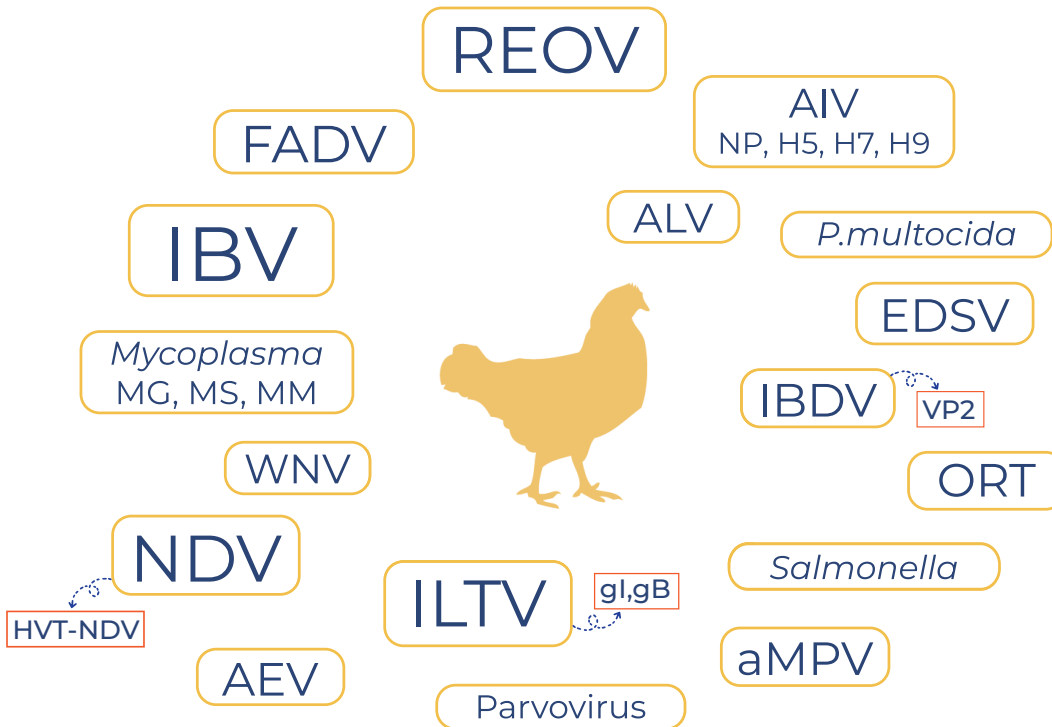 REOV
AIV
NP, H5, H7, H9
FADV
ALV
IBV
P.multocida
EDSV
Mycoplasma
MG, MS, MM
IBDV
VP2
WNV
ORT
NDV
HVT-NDV
ILTV
gI,gB
Salmonella
AEV
aMPV
Parvovirus